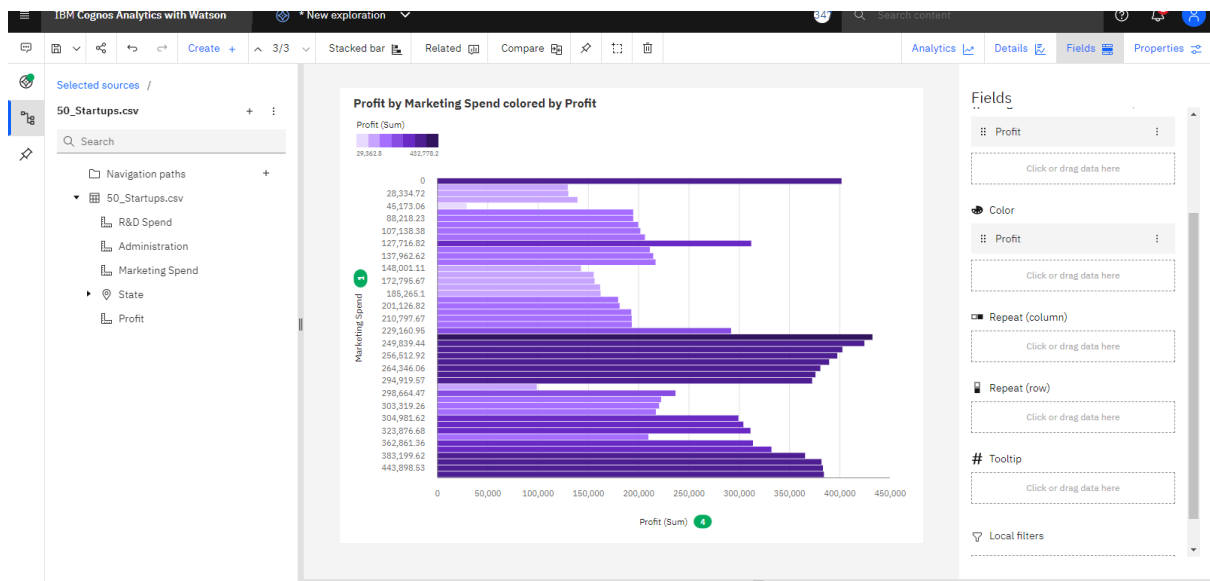 IBM Cognos Analytics with Watson
* New exploration
347
Search content
Create +
3/3
Stacked bar
Related
Compare
Analytics
Details
Fields
Properties
Selected sources /
50_Startups.csv
Search
Navigation paths
50_Startups.csv
R&D Spend
Administration
Marketing Spend
State
Profit
Profit by Marketing Spend colored by Profit
Profit (Sum)
29,562.8 432,778.2
0
28,334.72
45,173.06
88,218.23
107,138.38
127,716.82
137,962.62
148,001.11
172,795.67
185,265.1
201,126.82
210,797.67
229,160.95
249,839.44
256,512.92
264,346.06
294,919.57
298,664.47
303,319.26
304,981.62
323,876.68
362,861.36
383,199.62
443,898.53
Marketing Spend
1
0 50,000 100,000 150,000 200,000 250,000 300,000 350,000 400,000 450,000
Profit (Sum) 4
Fields
Profit
Click or drag data here
Color
Profit
Click or drag data here
Repeat (column)
Click or drag data here
Repeat (row)
Click or drag data here
Tooltip
Click or drag data here
Local filters